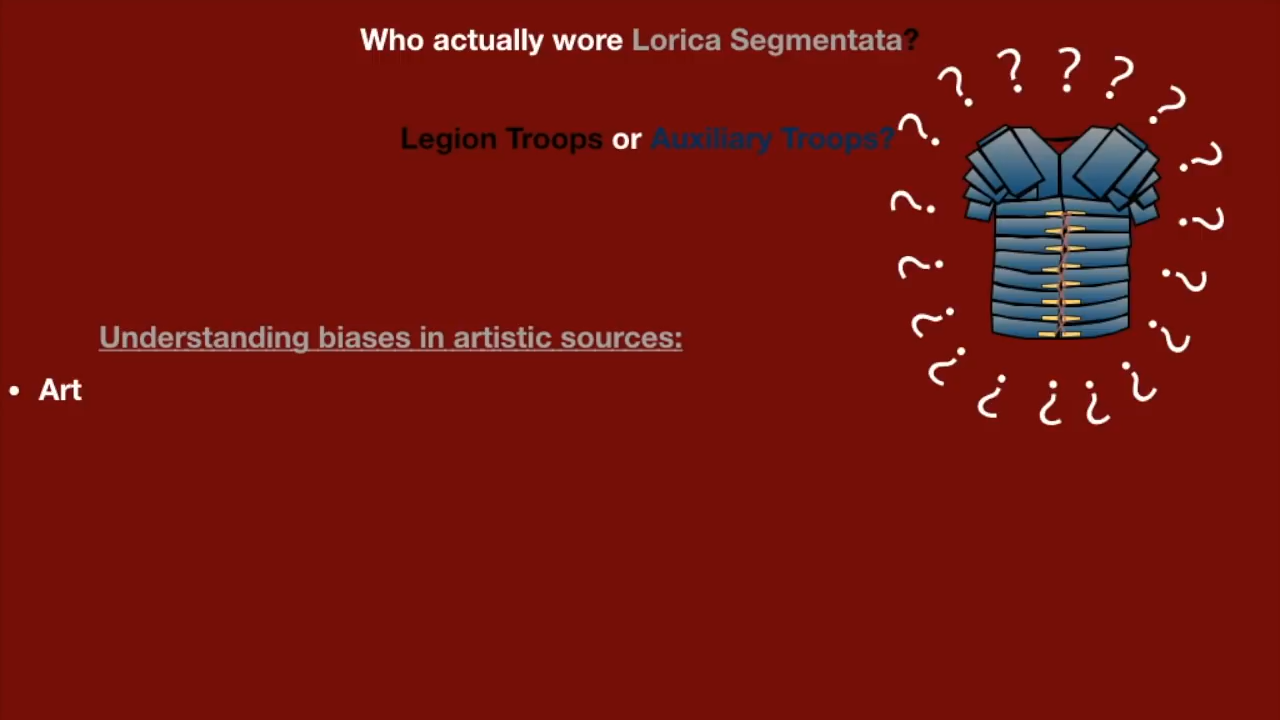 Who actually wore Lorica Segmentata?
Legion Troops or Auxiliary Troops?
Understanding biases in artistic sources:
• Art
? ? ? ? ? ? ? ? ? ? ? ? ? ? ? ? ? ? ? ?